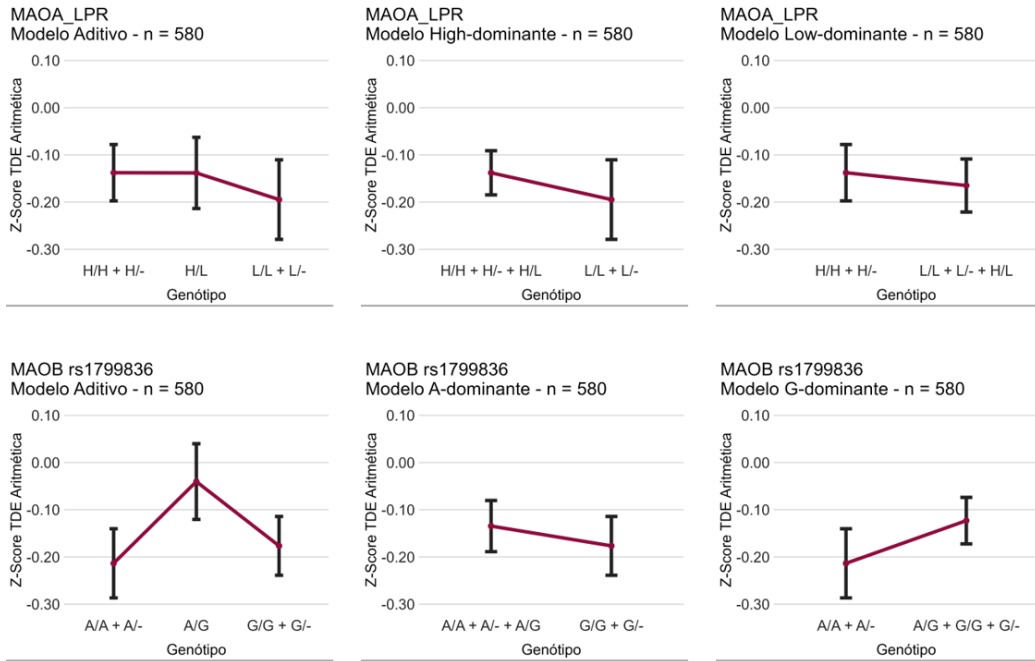 MAOA_LPR
Modelo Aditivo - n = 580
Z-Score TDE Aritmética
0.10
0.00
-0.10
-0.20
-0.30
H/H + H/-
H/L
L/L + L/-
Genótipo
MAOA_LPR
Modelo High-dominante - n = 580
Z-Score TDE Aritmética
0.10
0.00
-0.10
-0.20
-0.30
H/H + H/- + H/L
L/L + L/-
Genótipo
MAOA_LPR
Modelo Low-dominante - n = 580
Z-Score TDE Aritmética
0.10
0.00
-0.10
-0.20
-0.30
H/H + H/-
L/L + L/- + H/L
Genótipo
MAOB rs1799836
Modelo Aditivo - n = 580
Z-Score TDE Aritmética
0.10
0.00
-0.10
-0.20
-0.30
A/A + A/-
A/G
G/G + G/-
Genótipo
MAOB rs1799836
Modelo A-dominante - n = 580
Z-Score TDE Aritmética
0.10
0.00
-0.10
-0.20
-0.30
A/A + A/- + A/G
G/G + G/-
Genótipo
MAOB rs1799836
Modelo G-dominante - n = 580
Z-Score TDE Aritmética
0.10
0.00
-0.10
-0.20
-0.30
A/A + A/-
A/G + G/G + G/-
Genótipo